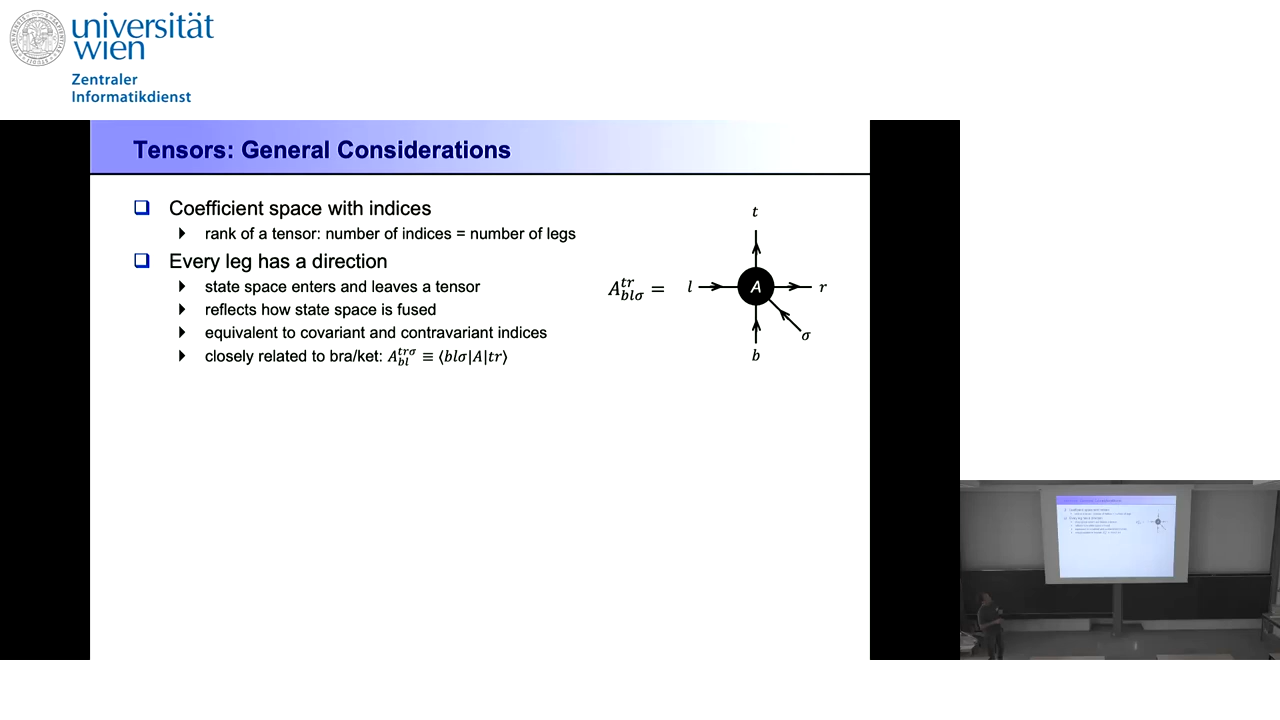 universität
wien
Zentraler
Informatikdienst
Tensors: General Considerations
Coefficient space with indices
rank of a tensor: number of indices = number of legs
Every leg has a direction
state space enters and leaves a tensor
reflects how state space is fused
equivalent to covariant and contravariant indices
closely related to bra/ket: A_{bl}^{trσ} ≡ ⟨blσ|A|tr⟩
t
A_{blσ}^{tr} = l A r
σ
b